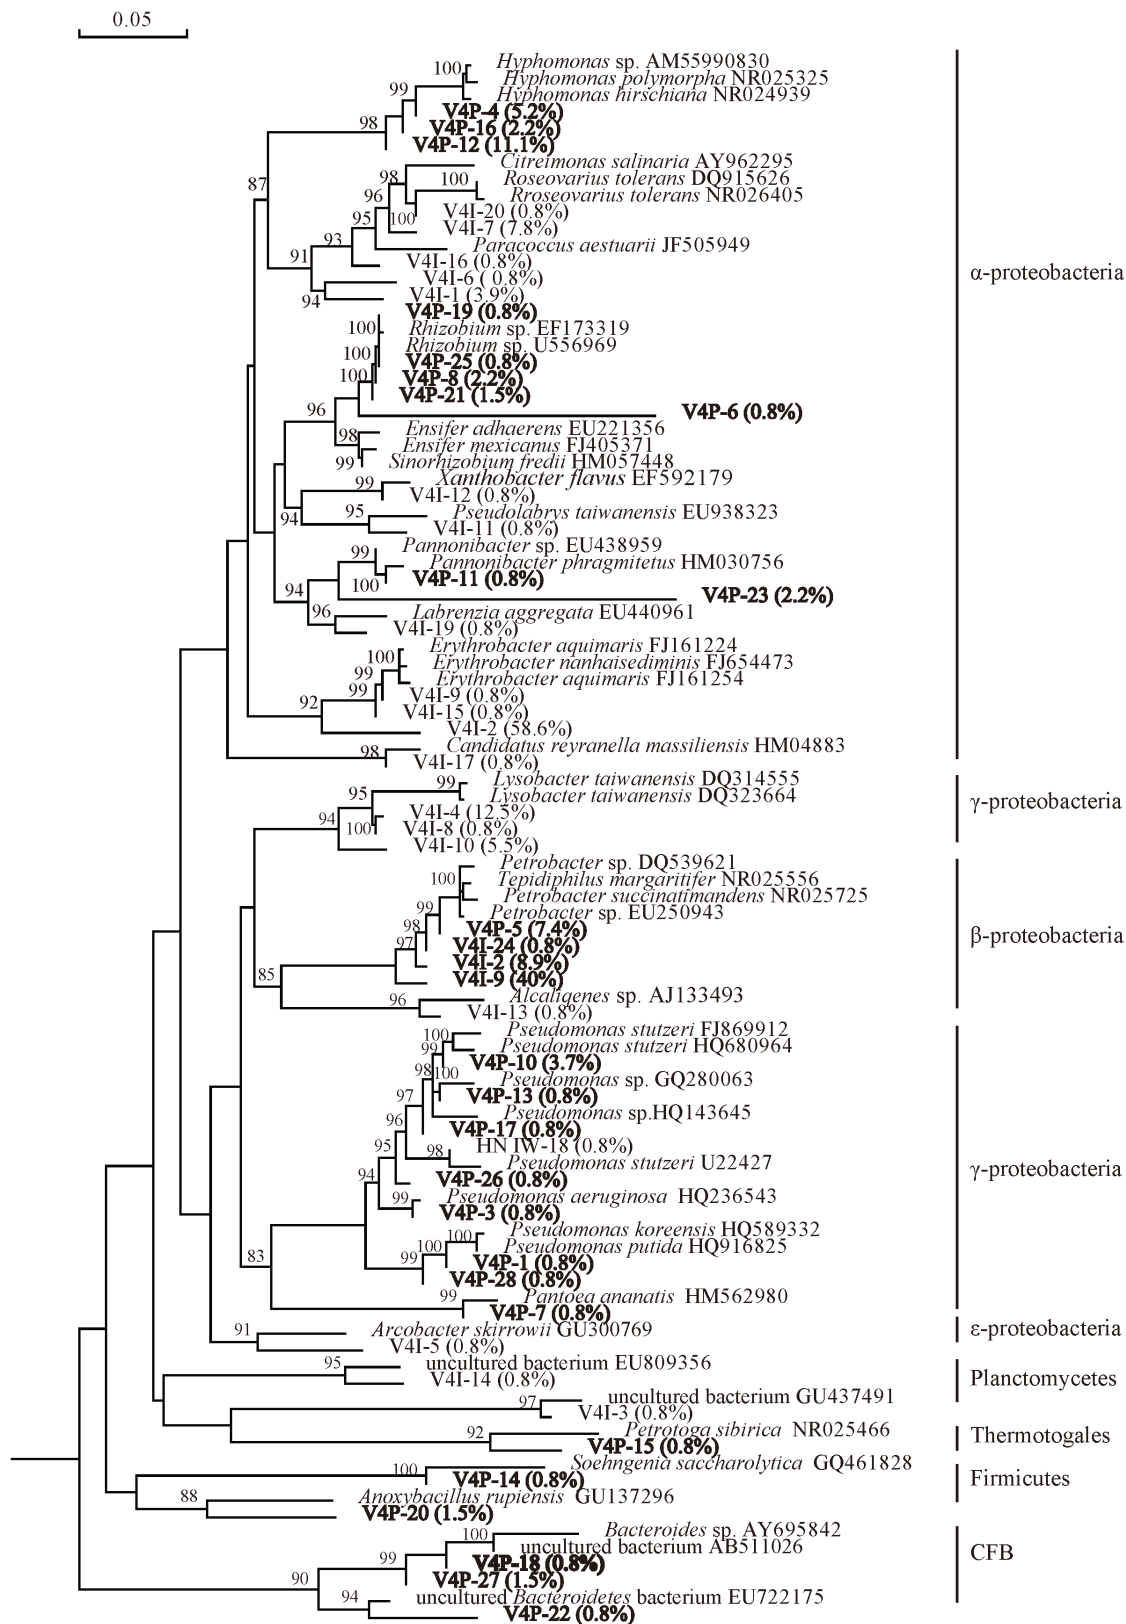 0.05
100
Hyphomonas sp. AM55990830
Hyphomonas polymorpha NR025325
99
Hyphomonas hirschiana NR024939
V4P-4 (5.2%)
98
V4P-16 (2.2%)
V4P-12 (11.1%)
Citreimonas salinaria AY962295
98
100
Roseovarius tolerans DQ915626
87
96
Rroseovarius tolerans NR026405
100
V4I-20 (0.8%)
95
V4I-7 (7.8%)
93
Paracoccus aestuarii JF505949
91
V4I-16 (0.8%)
α-proteobacteria
V4I-6 ( 0.8%)
94
V4I-1 (3.9%)
V4P-19 (0.8%)
100
Rhizobium sp. EF173319
100
Rhizobium sp. U556969
V4P-25 (0.8%)
100
V4P-8 (2.2%)
V4P-21 (1.5%)
96
V4P-6 (0.8%)
Ensifer adhaerens EU221356
98
Ensifer mexicanus FJ405371
99
Sinorhizobium fredii HM057448
99
Xanthobacter flavus EF592179
V4I-12 (0.8%)
94
95
Pseudolabrys taiwanensis EU938323
V4I-11 (0.8%)
99
Pannonibacter sp. EU438959
Pannonibacter phragmitetus HM030756
100
V4P-11 (0.8%)
94
V4P-23 (2.2%)
96
Labrenzia aggregata EU440961
V4I-19 (0.8%)
Erythrobacter aquimaris FJ161224
100
Erythrobacter nanhaisediminis FJ654473
99
Erythrobacter aquimaris FJ161254
99
V4I-9 (0.8%)
92
V4I-15 (0.8%)
V4I-2 (58.6%)
98
Candidatus reyranella massiliensis HM04883
V4I-17 (0.8%)
99
Lysobacter taiwanensis DQ314555
95
Lysobacter taiwanensis DQ323664
γ-proteobacteria
94
V4I-4 (12.5%)
100
V4I-8 (0.8%)
V4I-10 (5.5%)
Petrobacter sp. DQ539621
100
Tepidiphilus margaritifer NR025556
Petrobacter succinatimandens NR025725
99
Petrobacter sp. EU250943
98
V4P-5 (7.4%)
β-proteobacteria
97
V4I-24 (0.8%)
V4I-2 (8.9%)
85
V4I-9 (40%)
96
Alcaligenes sp. AJ133493
V4I-13 (0.8%)
100
Pseudomonas stutzeri FJ869912
99
Pseudomonas stutzeri HQ680964
V4P-10 (3.7%)
98
100
Pseudomonas sp. GQ280063
97
V4P-13 (0.8%)
Pseudomonas sp.HQ143645
96
V4P-17 (0.8%)
95
HN IW-18 (0.8%)
98
Pseudomonas stutzeri U22427
γ-proteobacteria
94
V4P-26 (0.8%)
99
Pseudomonas aeruginosa HQ236543
V4P-3 (0.8%)
100
Pseudomonas koreensis HQ589332
100
Pseudomonas putida HQ916825
83
99
V4P-1 (0.8%)
V4P-28 (0.8%)
99
Pantoea ananatis HM562980
V4P-7 (0.8%)
91
Arcobacter skirrowii GU300769
ε-proteobacteria
V4I-5 (0.8%)
95
uncultured bacterium EU809356
V4I-14 (0.8%)
Planctomycetes
97
uncultured bacterium GU437491
V4I-3 (0.8%)
92
Petrotoga sibirica NR025466
Thermotogales
V4P-15 (0.8%)
100
Soehngenia saccharolytica GQ461828
V4P-14 (0.8%)
Firmicutes
88
Anoxybacillus rupiensis GU137296
V4P-20 (1.5%)
100
Bacteroides sp. AY695842
uncultured bacterium AB511026
CFB
99
V4P-18 (0.8%)
90
V4P-27 (1.5%)
94
uncultured Bacteroidetes bacterium EU722175
V4P-22 (0.8%)